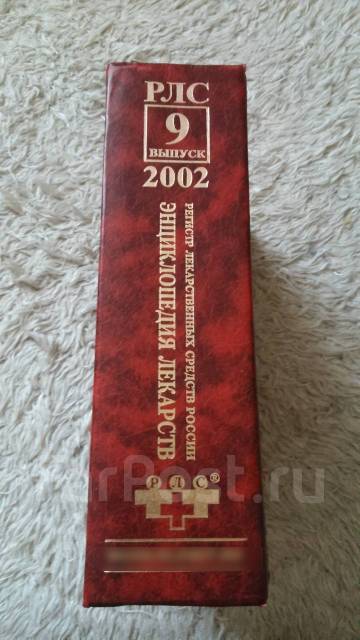 РЛС
9
ВЫПУСК
2002
РЕГИСТР ЛЕКАРСТВЕННЫХ СРЕДСТВ РОССИИ
ЭНЦИКЛОПЕДИЯ ЛЕКАРСТВ
РЛС®